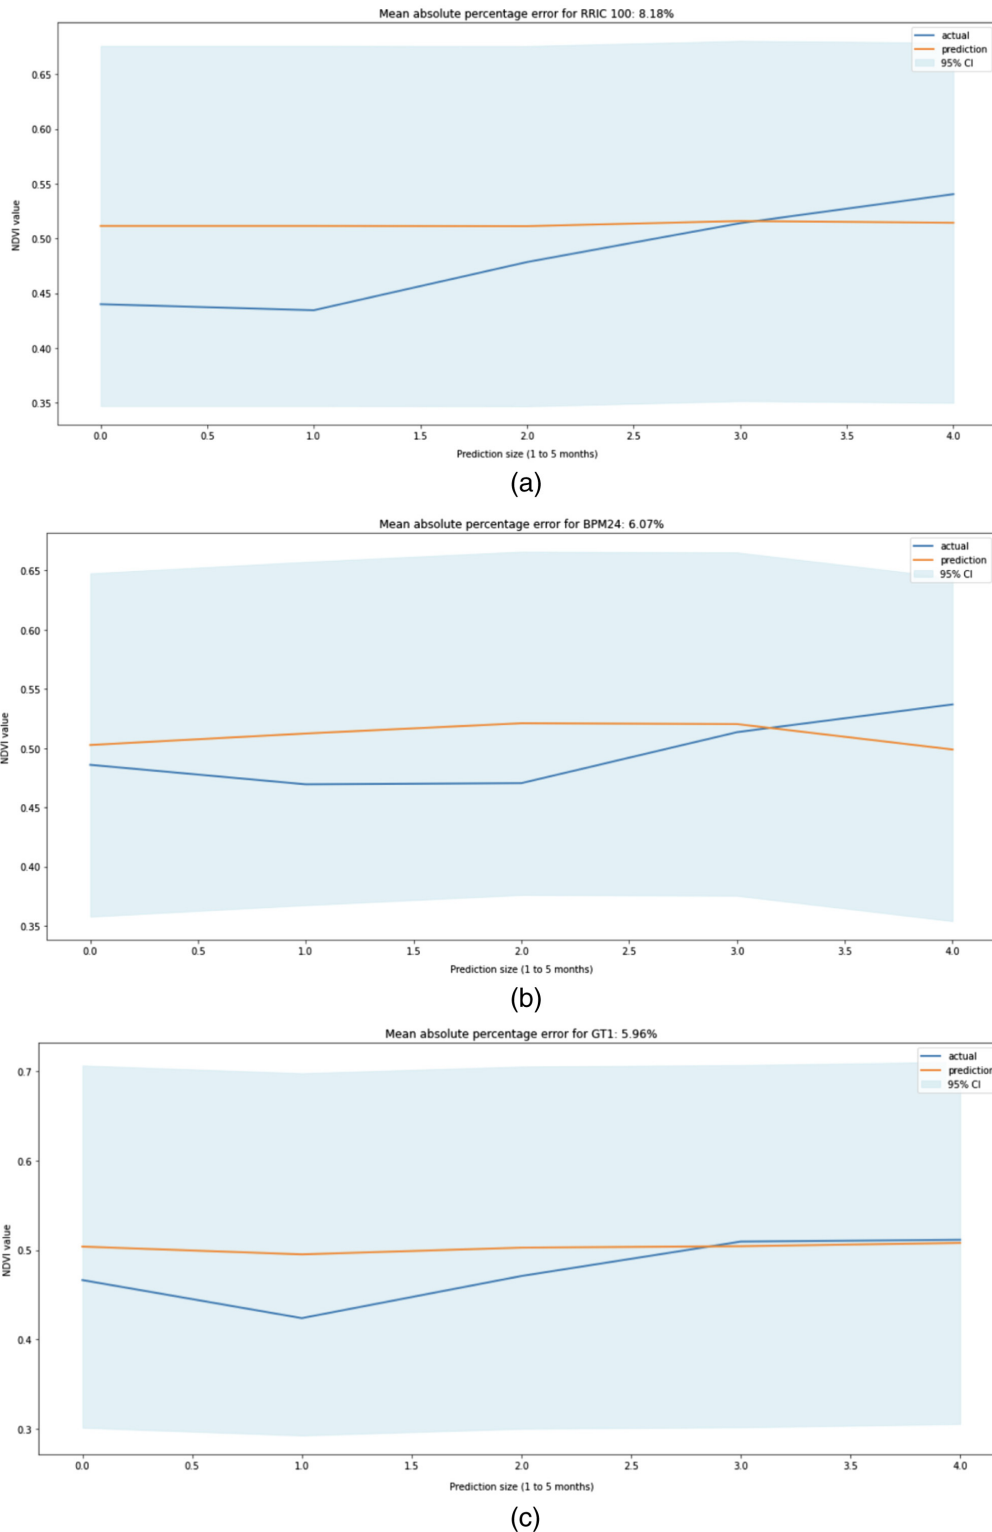 Mean absolute percentage error for RRIC 100: 8.18%
actual
prediction
95% CI
0.65
0.60
0.55
0.50
0.45
0.40
0.35
NDVI value
0.0 0.5 1.0 1.5 2.0 2.5 3.0 3.5 4.0
Prediction size (1 to 5 months)
(a)
Mean absolute percentage error for BPM24: 6.07%
actual
prediction
95% CI
0.65
0.60
0.55
0.50
0.45
0.40
0.35
NDVI value
0.0 0.5 1.0 1.5 2.0 2.5 3.0 3.5 4.0
Prediction size (1 to 5 months)
(b)
Mean absolute percentage error for GT1: 5.96%
actual
prediction
95% CI
0.7
0.6
0.5
0.4
0.3
NDVI value
0.0 0.5 1.0 1.5 2.0 2.5 3.0 3.5 4.0
Prediction size (1 to 5 months)
(c)